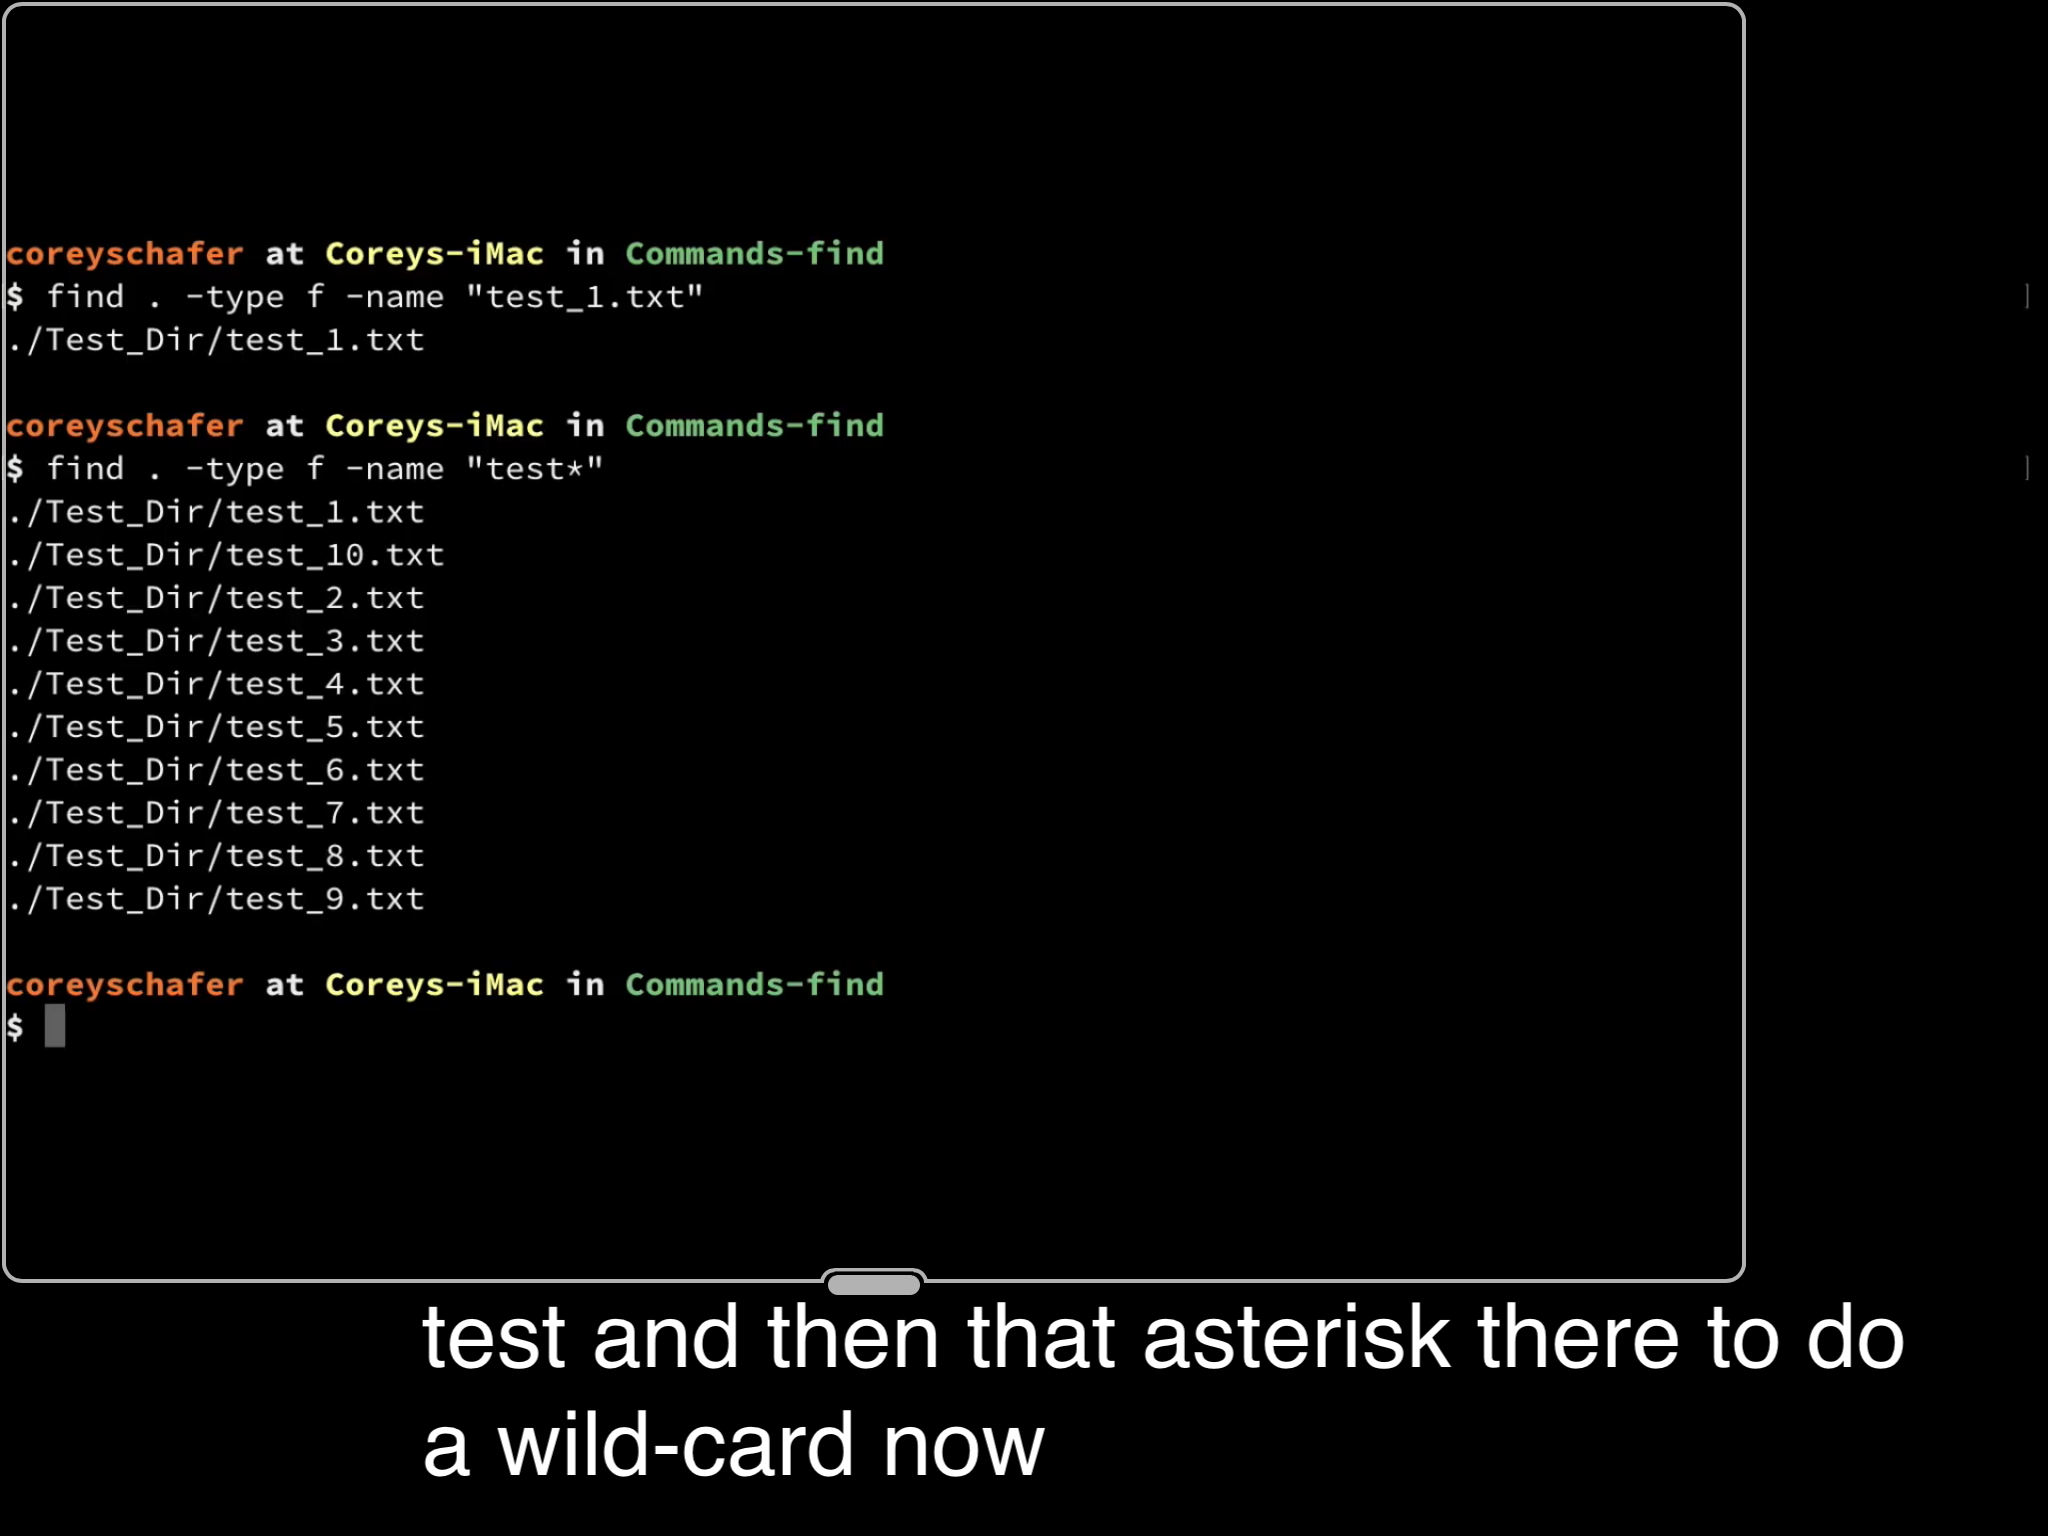 coreyschafer at Coreys-iMac in Commands-find
$ find . -type f -name "test_1.txt" ]
./Test_Dir/test_1.txt
coreyschafer at Coreys-iMac in Commands-find
$ find . -type f -name "test*" ]
./Test_Dir/test_1.txt
./Test_Dir/test_10.txt
./Test_Dir/test_2.txt
./Test_Dir/test_3.txt
./Test_Dir/test_4.txt
./Test_Dir/test_5.txt
./Test_Dir/test_6.txt
./Test_Dir/test_7.txt
./Test_Dir/test_8.txt
./Test_Dir/test_9.txt
coreyschafer at Coreys-iMac in Commands-find
$
test and then that asterisk there to do
a wild-card now